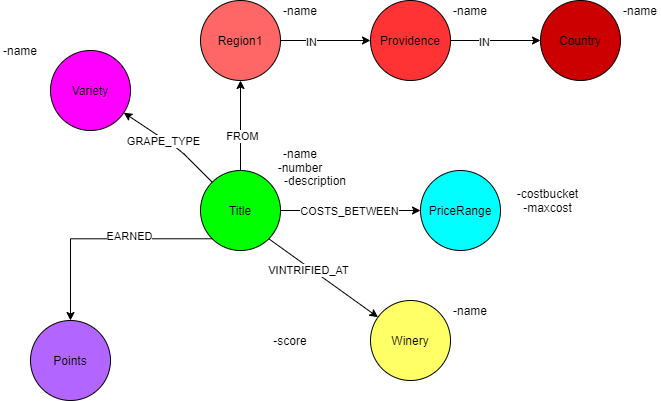 -name
-name
-name
Region1
IN
Providence
IN
Country
-name
Variety
GRAPE_TYPE
FROM
-name
-number
-description
Title
COSTS_BETWEEN
PriceRange
-costbucket
-maxcost
EARNED
VINTRIFIED_AT
-name
-score
Winery
Points